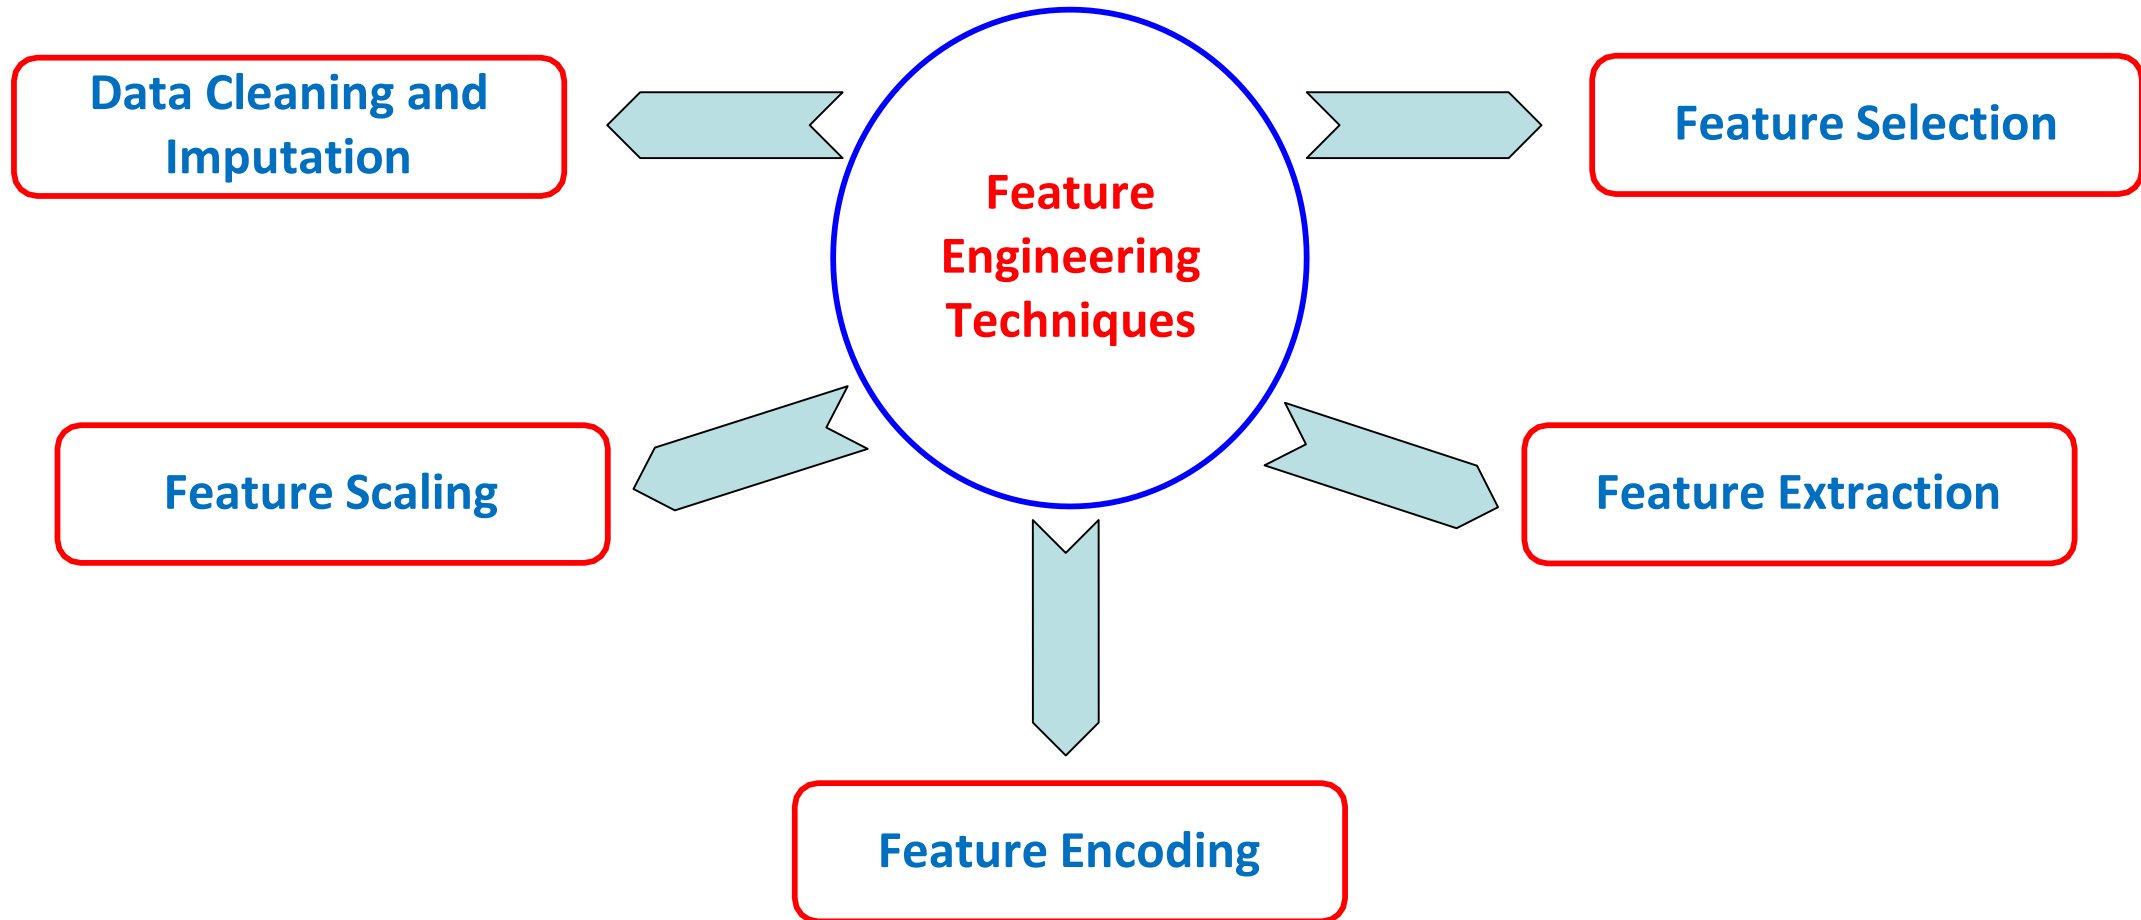 Data Cleaning and
Imputation
Feature
Engineering
Techniques
Feature Selection
Feature Scaling
Feature Extraction
Feature Encoding